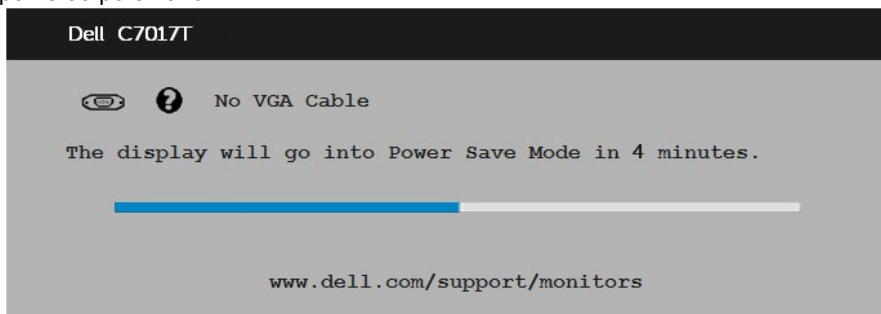 Dell C7017T
No VGA Cable
The display will go into Power Save Mode in 4 minutes.
www.dell.com/support/monitors